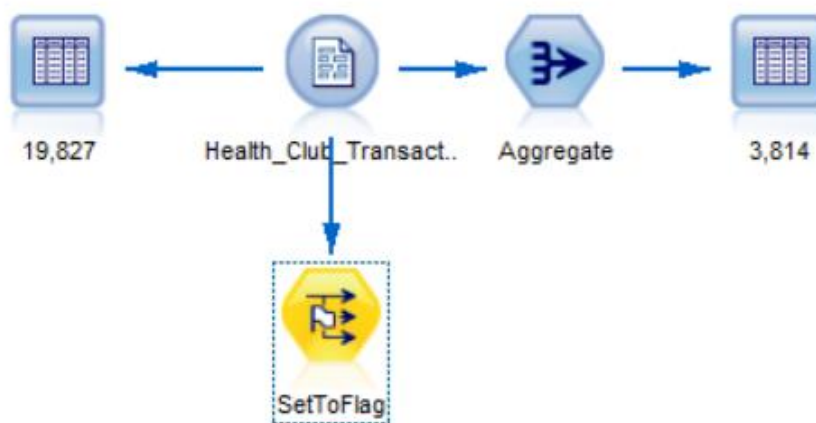 19,827
Health_Club_Transact..
Aggregate
3,814
SetToFlag